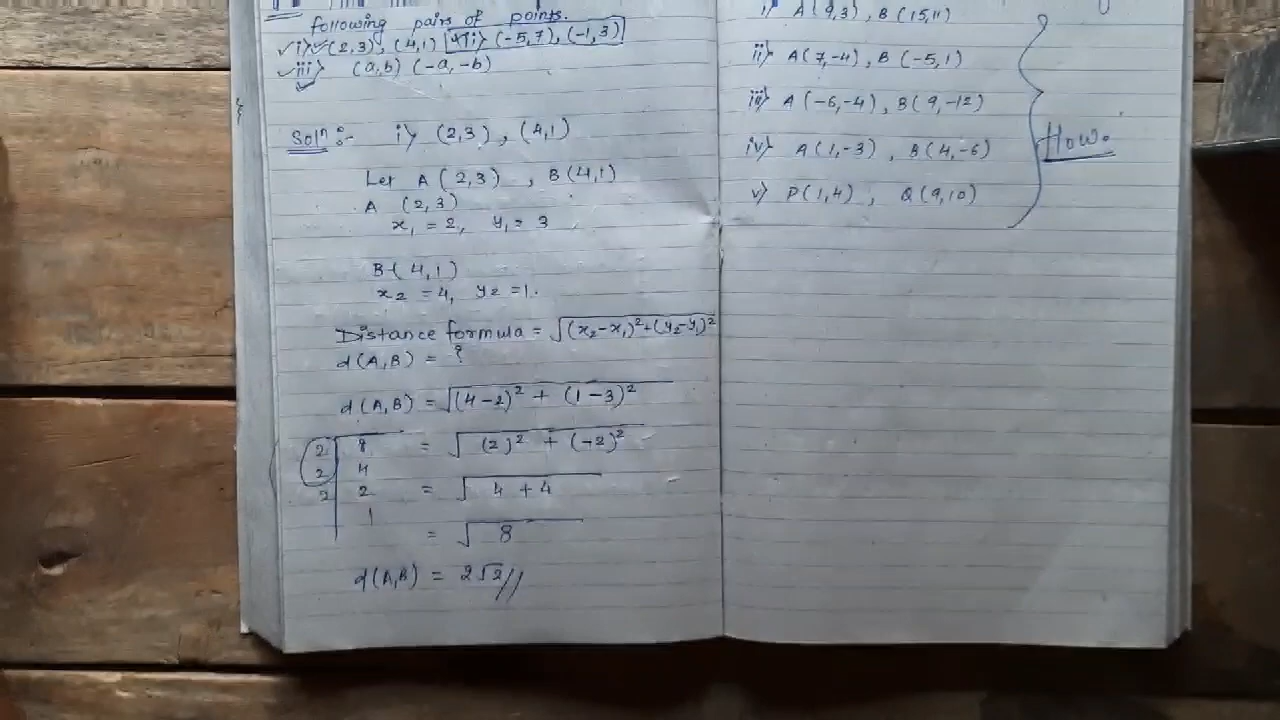 following pairs of points.
i) (2,3), (4,1) ii) (-5,7), (-1,3)
iii) (a,b) (-a,-b)
Solⁿ :- i) (2,3) , (4,1)
Let A (2,3) , B(4,1)
A (2,3)
x₁ = 2, y₁ = 3
B(4,1)
x₂ = 4, y₂ = 1.
Distance formula = √(x₂-x₁)²+(y₂-y₁)²
d(A,B) = ?
d(A,B) = √(4-2)² + (1-3)²
= √(2)² + (-2)²
= √4+4
= √8
d(A,B) = 2√2//
2 8
2 4
2 2
1
i) A(9,3), B(15,11)
ii) A(7,-4), B(-5,1)
iii) A(-6,-4), B(9,-12)
iv) A(1,-3), B(4,-6)
v) P(1,4), Q(9,10)
H.w.